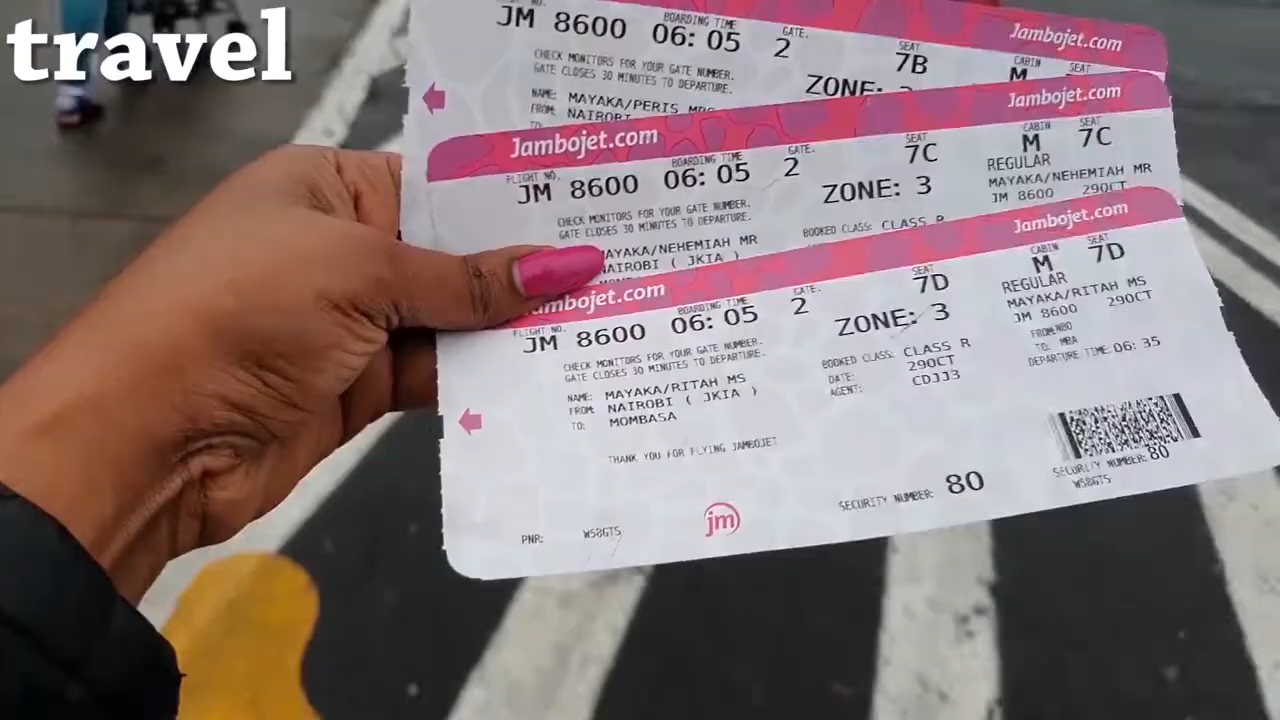 travel
Jambojet.com
JM 8600
BOARDING TIME
06:05
GATE.
2
SEAT
7B
CABIN
M
SEAT
CHECK MONITORS FOR YOUR GATE NUMBER.
GATE CLOSES 30 MINUTES TO DEPARTURE.
ZONE:
NAME: MAYAKA/PERIS
FROM: NAIROBI
Jambojet.com
Jambojet.com
FLIGHT NO.
JM 8600
BOARDING TIME
06:05
GATE.
2
SEAT
7C
CABIN
M
SEAT
7C
REGULAR
CHECK MONITORS FOR YOUR GATE NUMBER.
GATE CLOSES 30 MINUTES TO DEPARTURE.
ZONE: 3
MAYAKA/NEHEMIAH MR
JM 8600 29OCT
BOOKED CLASS: CLASS R
MAYAKA/NEHEMIAH MR
NAIROBI ( JKIA )
Jambojet.com
Jambojet.com
FLIGHT NO.
JM 8600
BOARDING TIME
06:05
GATE.
2
SEAT
7D
CABIN
M
SEAT
7D
REGULAR
CHECK MONITORS FOR YOUR GATE NUMBER.
GATE CLOSES 30 MINUTES TO DEPARTURE.
ZONE: 3
MAYAKA/RITAH MS
JM 8600 29OCT
NAME: MAYAKA/RITAH MS
FROM: NAIROBI ( JKIA )
TO: MOMBASA
BOOKED CLASS: CLASS R
DATE: 29OCT
AGENT: CDJJ3
FROM: NBO
TO: MBA
DEPARTURE TIME: 06:35
THANK YOU FOR FLYING JAMBOJET
SECURITY NUMBER: 80
W58GTS
PNR: W58GTS
jm
SECURITY NUMBER: 80